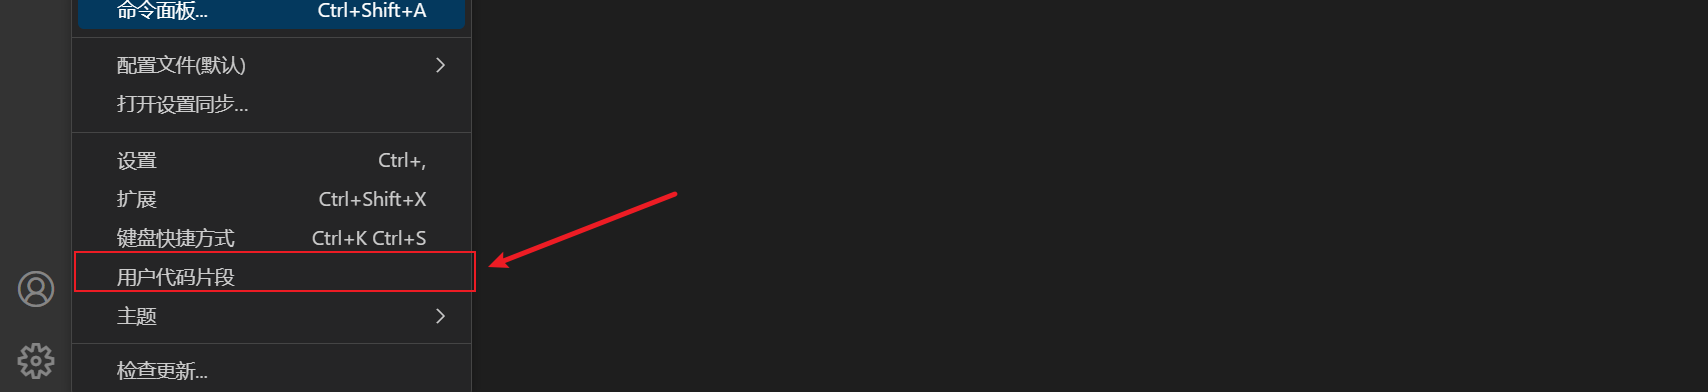 命令面板... Ctrl+Shift+A
配置文件(默认)
打开设置同步...
设置 Ctrl+,
扩展 Ctrl+Shift+X
键盘快捷方式 Ctrl+K Ctrl+S
用户代码片段
主题
检查更新...